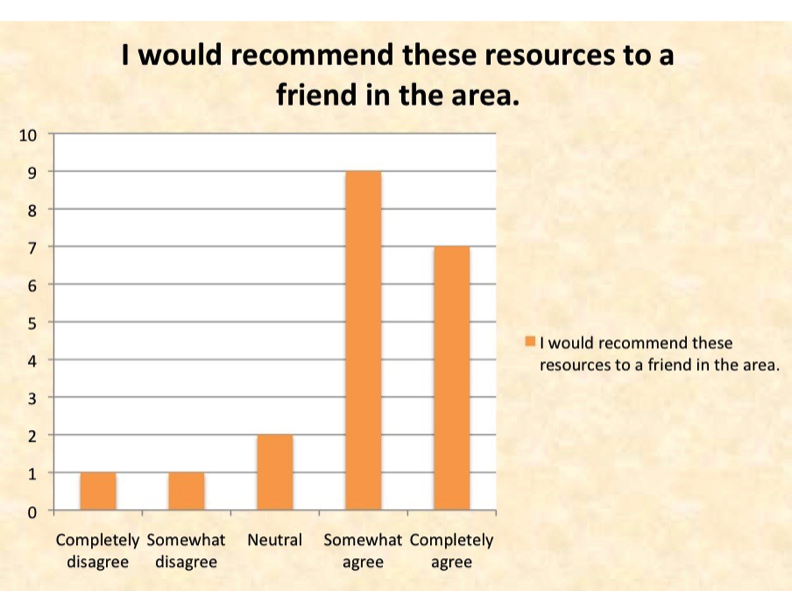 I would recommend these resources to a
friend in the area.
10
9
8
7
6
5
4
3
2
1
0
Completely disagree
Somewhat disagree
Neutral
Somewhat agree
Completely agree
I would recommend these
resources to a friend in the area.